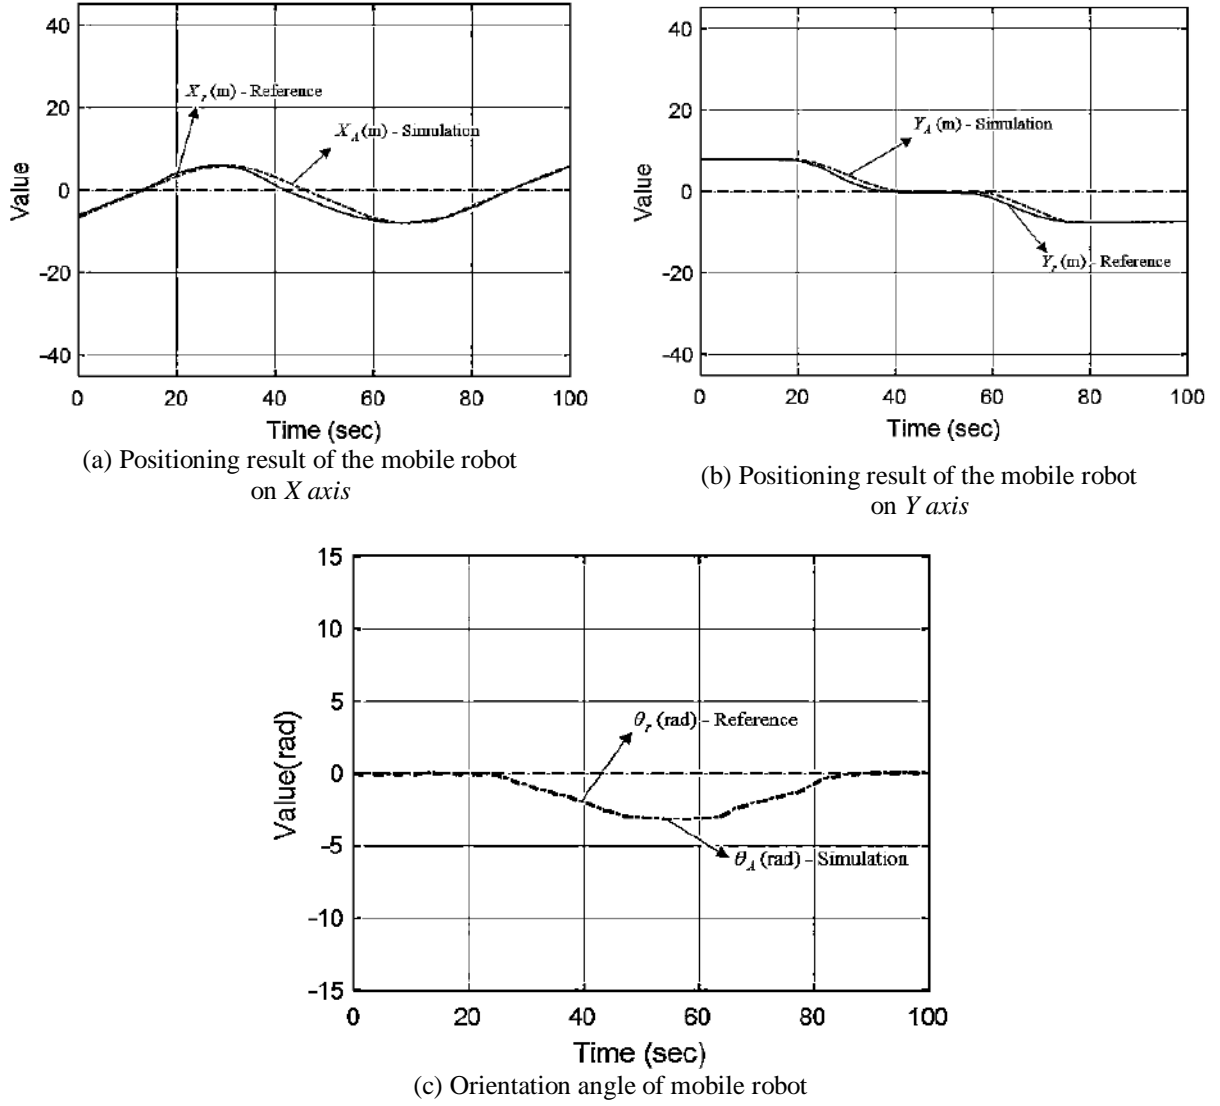 40
20
0
−20
−40
Value
X_r (m) - Reference
X_A (m) - Simulation
0 20 40 60 80 100
Time (sec)
(a) Positioning result of the mobile robot
on X axis
40
20
0
−20
−40
Value
Y_A (m) - Simulation
Y_r (m) - Reference
0 20 40 60 80 100
Time (sec)
(b) Positioning result of the mobile robot
on Y axis
15
10
5
0
−5
−10
−15
Value(rad)
θ_r (rad) - Reference
θ_A (rad) - Simulation
0 20 40 60 80 100
Time (sec)
(c) Orientation angle of mobile robot